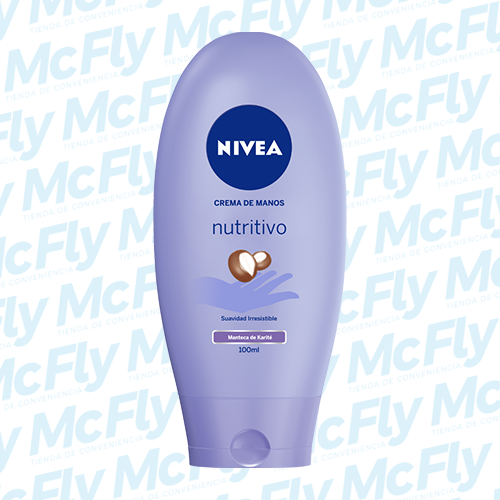 NIVEA
CREMA DE MANOS
nutritivo
Suavidad Irresistible
Manteca de Karité
100ml
McFly
TIENDA DE CONVENIENCIA